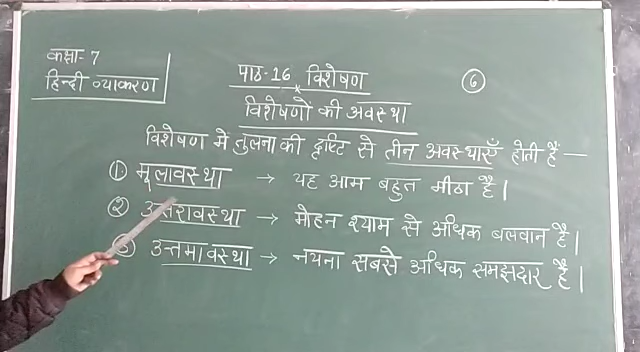 कक्षा- 7
हिन्दी व्याकरण
पाठ-16 विशेषण
6
विशेषणों की अवस्था
विशेषण में तुलना की दृष्टि से तीन अवस्थाएँ होती हैं —
① मूलावस्था → यह आम बहुत मीठा है।
② उत्तरावस्था → मोहन श्याम से अधिक बलवान है।
③ उत्तमावस्था → नयना सबसे अधिक समझदार है।